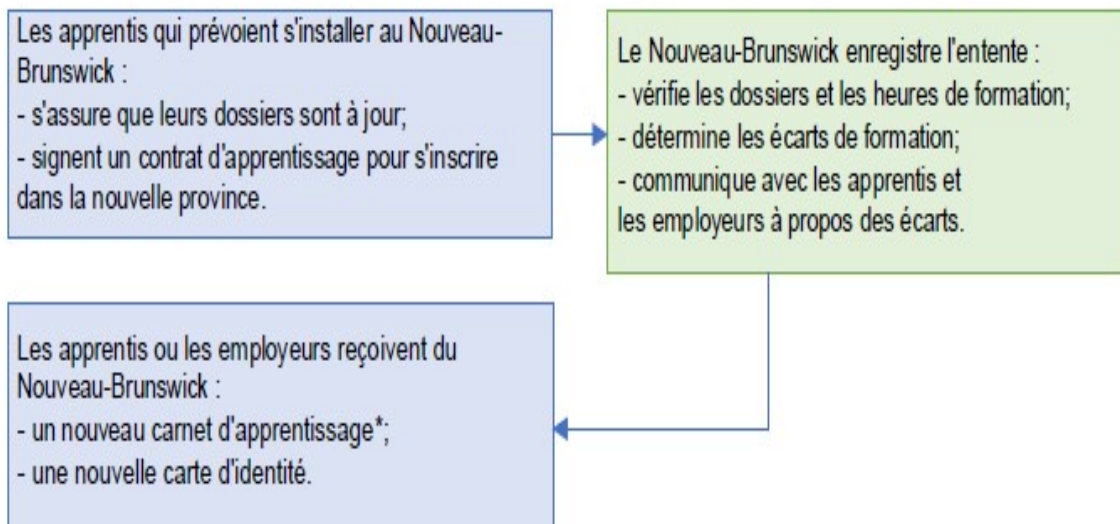 Les apprentis qui prévoient s'installer au Nouveau-
Brunswick :
- s'assure que leurs dossiers sont à jour;
- signent un contrat d'apprentissage pour s'inscrire
dans la nouvelle province.
Le Nouveau-Brunswick enregistre l'entente :
- vérifie les dossiers et les heures de formation;
- détermine les écarts de formation;
- communique avec les apprentis et
les employeurs à propos des écarts.
Les apprentis ou les employeurs reçoivent du
Nouveau-Brunswick :
- un nouveau carnet d'apprentissage*;
- une nouvelle carte d'identité.